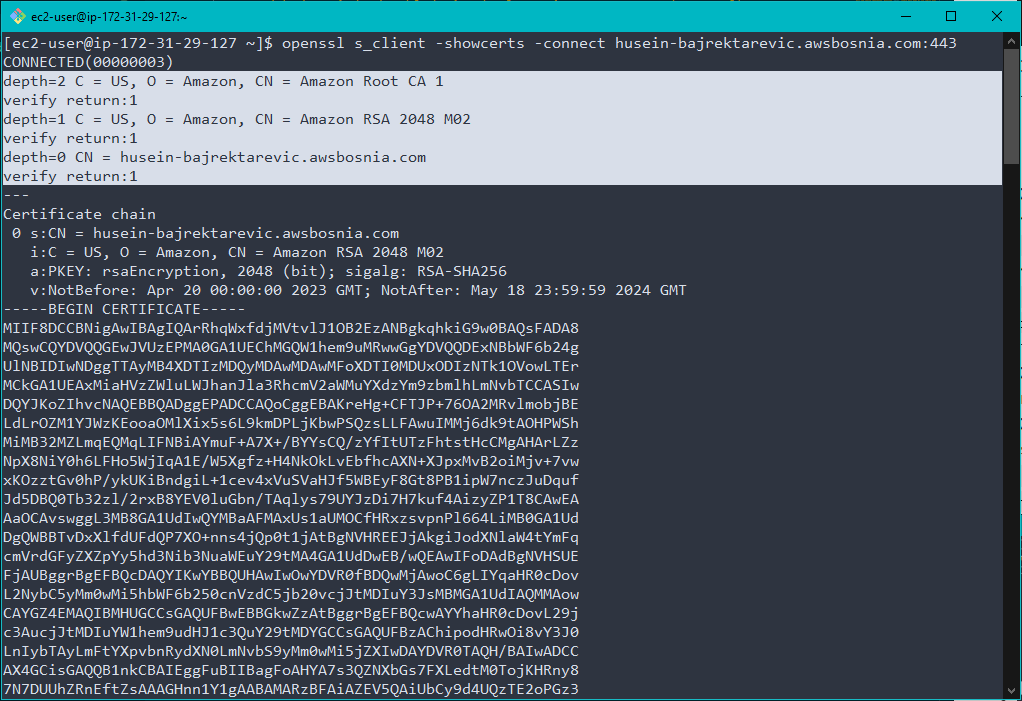 ec2-user@ip-172-31-29-127:~
[ec2-user@ip-172-31-29-127 ~]$ openssl s_client -showcerts -connect husein-bajrektarevic.awsbosnia.com:443
CONNECTED(00000003)
depth=2 C = US, O = Amazon, CN = Amazon Root CA 1
verify return:1
depth=1 C = US, O = Amazon, CN = Amazon RSA 2048 M02
verify return:1
depth=0 CN = husein-bajrektarevic.awsbosnia.com
verify return:1
---
Certificate chain
 0 s:CN = husein-bajrektarevic.awsbosnia.com
   i:C = US, O = Amazon, CN = Amazon RSA 2048 M02
   a:PKEY: rsaEncryption, 2048 (bit); sigalg: RSA-SHA256
   v:NotBefore: Apr 20 00:00:00 2023 GMT; NotAfter: May 18 23:59:59 2024 GMT
-----BEGIN CERTIFICATE-----
MIIF8DCCBNigAwIBAgIQArRhqWxfdjMVtvlJ1OB2EzANBgkqhkiG9w0BAQsFADA8
MQswCQYDVQQGEwJVUzEPMA0GA1UEChMGQW1hem9uMRwwGgYDVQQDExNBbWF6b24g
UlNBIDIwNDggTTAyMB4XDTIzMDQyMDAwMDAwMFoXDTI0MDUxODIzNTk1OVowLTEr
MCkGA1UEAxMiaHVzZWluLWJhanJla3RhcmV2aWMuYXdzYm9zbmlhLmNvbTCCASIw
DQYJKoZIhvcNAQEBBQADggEPADCCAQoCggEBAKreHg+CFTJP+76OA2MRvlmobjBE
LdLrOZM1YJWzKEooaOMlXix5s6L9kmDPLjKbwPSQzsLLFAwuIMMj6dk9tAOHPWSh
MiMB32MZLmqEQMqLIFNBiAYmuF+A7X+/BYYsCQ/zYfItUTzFhtstHcCMgAHArLZz
NpX8NiY0h6LFHo5WjIqA1E/W5Xgfz+H4NkOkLvEbfhcAXN+XJpxMvB2oiMjv+7vw
xKOzztGv0hP/ykUKiBndgiL+1cev4xVuSVaHJf5WBEyF8Gt8PB1ipW7nczJuDquf
Jd5DBQ0Tb32zl/2rxB8YEV0luGbn/TAqlys79UYJzDi7H7kuf4AizyZP1T8CAwEA
AaOCAvswggL3MB8GA1UdIwQYMBaAFMAxUs1aUMOCfHRxzsvpnPl664LiMB0GA1Ud
DgQWBBTvDxXlfdUFdQP7XO+nns4jQp0t1jAtBgNVHREEJjAkgiJodXNlaW4tYmFq
cmVrdGFyZXZpYy5hd3Nib3NuaWEuY29tMA4GA1UdDwEB/wQEAwIFoDAdBgNVHSUE
FjAUBggrBgEFBQcDAQYIKwYBBQUHAwIwOwYDVR0fBDQwMjAwoC6gLIYqaHR0cDov
L2NybC5yMm0wMi5hbWF6b250cnVzdC5jb20vcjJtMDIuY3JsMBMGA1UdIAQMMAow
CAYGZ4EMAQIBMHUGCCsGAQUFBwEBBGkwZzAtBggrBgEFBQcwAYYhaHR0cDovL29j
c3AucjJtMDIuYW1hem9udHJ1c3QuY29tMDYGCCsGAQUFBzAChipodHRwOi8vY3J0
LnIybTAyLmFtYXpvbnRydXN0LmNvbS9yMm0wMi5jZXIwDAYDVR0TAQH/BAIwADCC
AX4GCisGAQQB1nkCBAIEggFuBIIBagFoAHYA7s3QZNXbGs7FXLedtM0TojKHRny8
7N7DUUhZRnEftZsAAAGHnn1Y1gAABAMARzBFAiAZEV5QAiUbCy9d4UQzTE2oPGz3